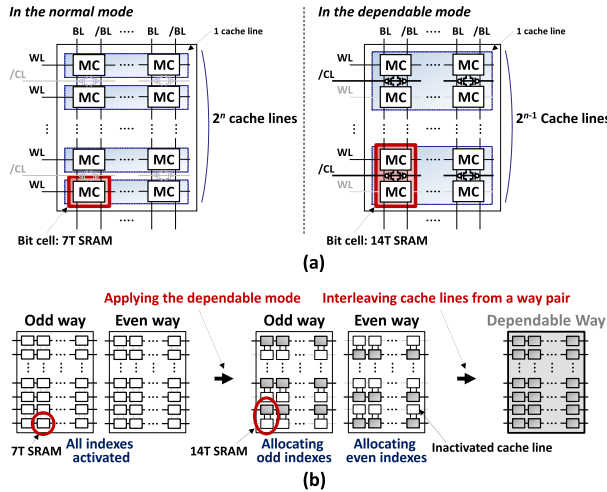 In the normal mode
BL /BL ···· BL /BL
1 cache line
WL
MC MC
/CL
WL
MC MC
2ⁿ cache lines
WL
MC MC
/CL
WL
MC MC
Bit cell: 7T SRAM
In the dependable mode
BL /BL ···· BL /BL
1 cache line
WL
MC MC
/CL
WL
MC MC
2ⁿ⁻¹ Cache lines
WL
MC MC
/CL
WL
MC MC
Bit cell: 14T SRAM
(a)
Applying the dependable mode
Interleaving cache lines from a way pair
Odd way Even way
Odd way Even way
Dependable Way
7T SRAM
All indexes
activated
14T SRAM
Allocating
odd indexes
Allocating
even indexes
Inactivated cache line
(b)